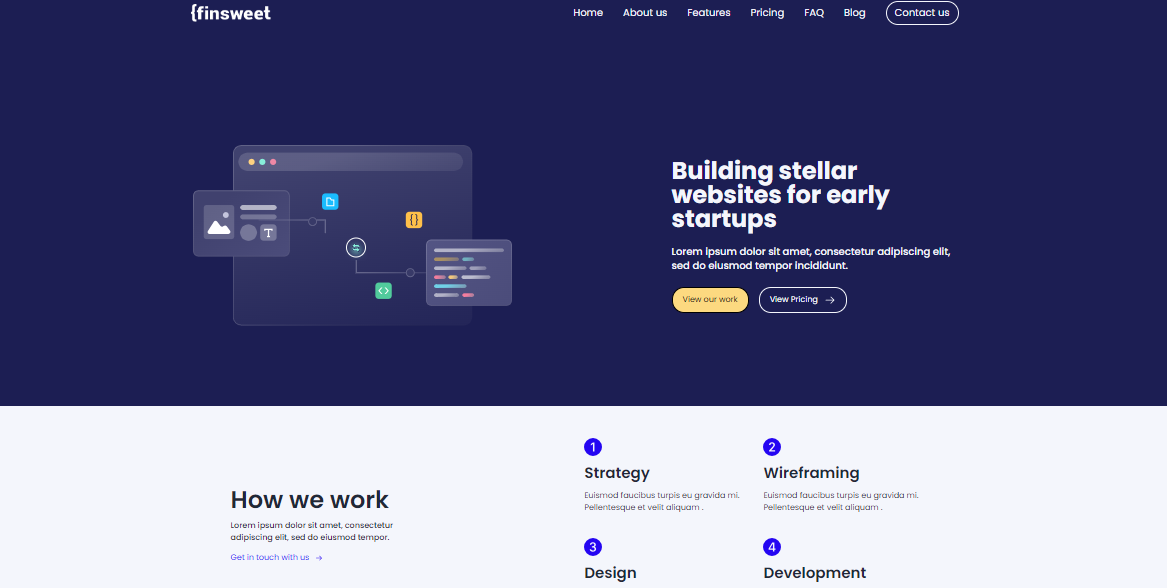 {finsweet
Home About us Features Pricing FAQ Blog Contact us
T
{}
<>
Building stellar
websites for early
startups
Lorem ipsum dolor sit amet, consectetur adipiscing elit,
sed do eiusmod tempor incididunt.
View our work
View Pricing →
How we work
Lorem ipsum dolor sit amet, consectetur
adipiscing elit, sed do eiusmod tempor.
Get in touch with us →
1
Strategy
Euismod faucibus turpis eu gravida mi.
Pellentesque et velit aliquam .
2
Wireframing
Euismod faucibus turpis eu gravida mi.
Pellentesque et velit aliquam .
3
Design
4
Development